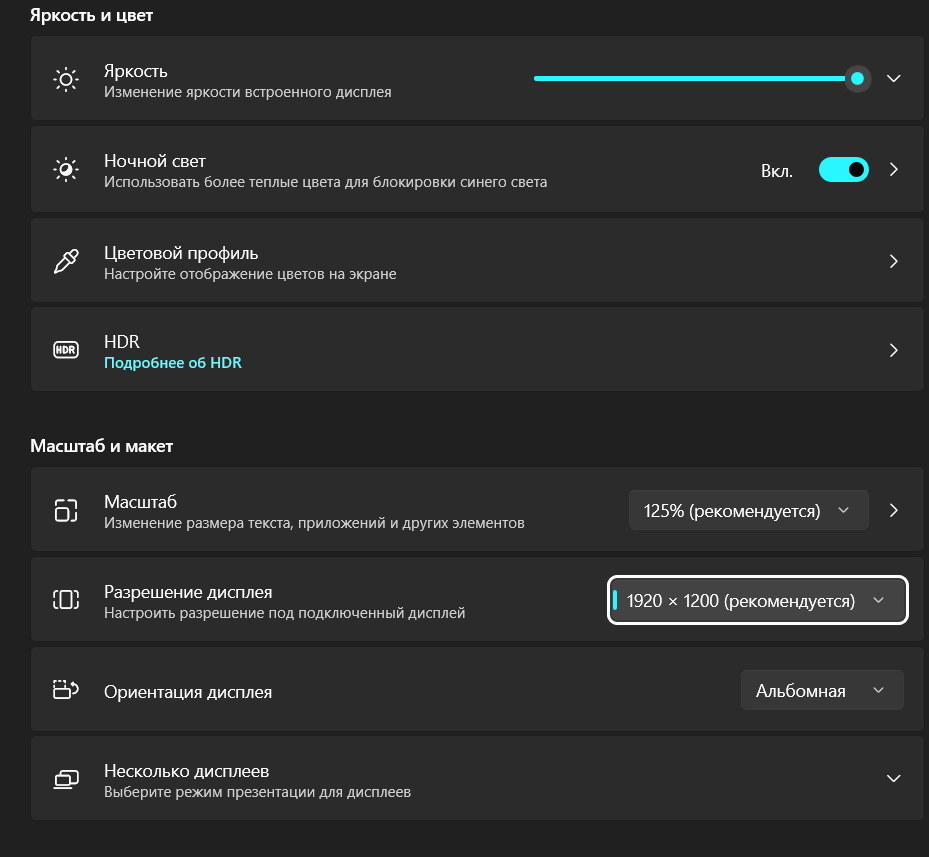 Яркость и цвет
Яркость
Изменение яркости встроенного дисплея
Ночной свет
Использовать более теплые цвета для блокировки синего света
Вкл.
Цветовой профиль
Настройте отображение цветов на экране
HDR
HDR
Подробнее об HDR
Масштаб и макет
Масштаб
Изменение размера текста, приложений и других элементов
125% (рекомендуется)
Разрешение дисплея
Настроить разрешение под подключенный дисплей
1920 × 1200 (рекомендуется)
Ориентация дисплея
Альбомная
Несколько дисплеев
Выберите режим презентации для дисплеев